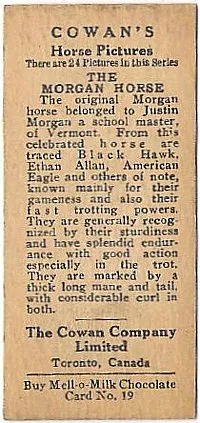 COWAN'S
Horse Pictures
There are 24 Pictures in this Series
THE
MORGAN HORSE
The original Morgan
horse belonged to Justin
Morgan a school master,
of Vermont. From this
celebrated horse are
traced Black Hawk,
Ethan Allan, American
Eagle and others of note,
known mainly for their
gameness and also their
fast trotting powers.
They are generally recog-
nized by their sturdiness
and have splendid endur-
ance with good action
especially in the trot.
They are marked by a
thick long mane and tail,
with considerable curl in
both.
The Cowan Company
Limited
Toronto, Canada
Buy Mell-o-Milk Chocolate
Card No. 19